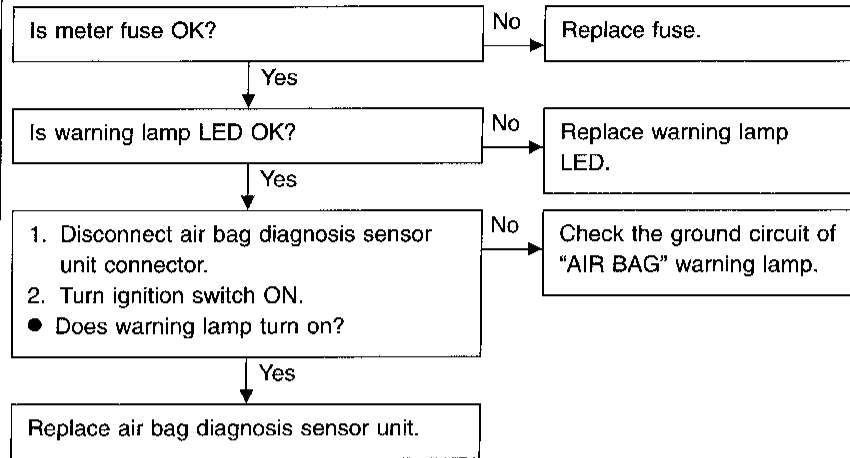 Is meter fuse OK?
No
Replace fuse.
Yes
Is warning lamp LED OK?
No
Replace warning lamp
LED.
Yes
1. Disconnect air bag diagnosis sensor
unit connector.
2. Turn ignition switch ON.
● Does warning lamp turn on?
No
Check the ground circuit of
“AIR BAG” warning lamp.
Yes
Replace air bag diagnosis sensor unit.